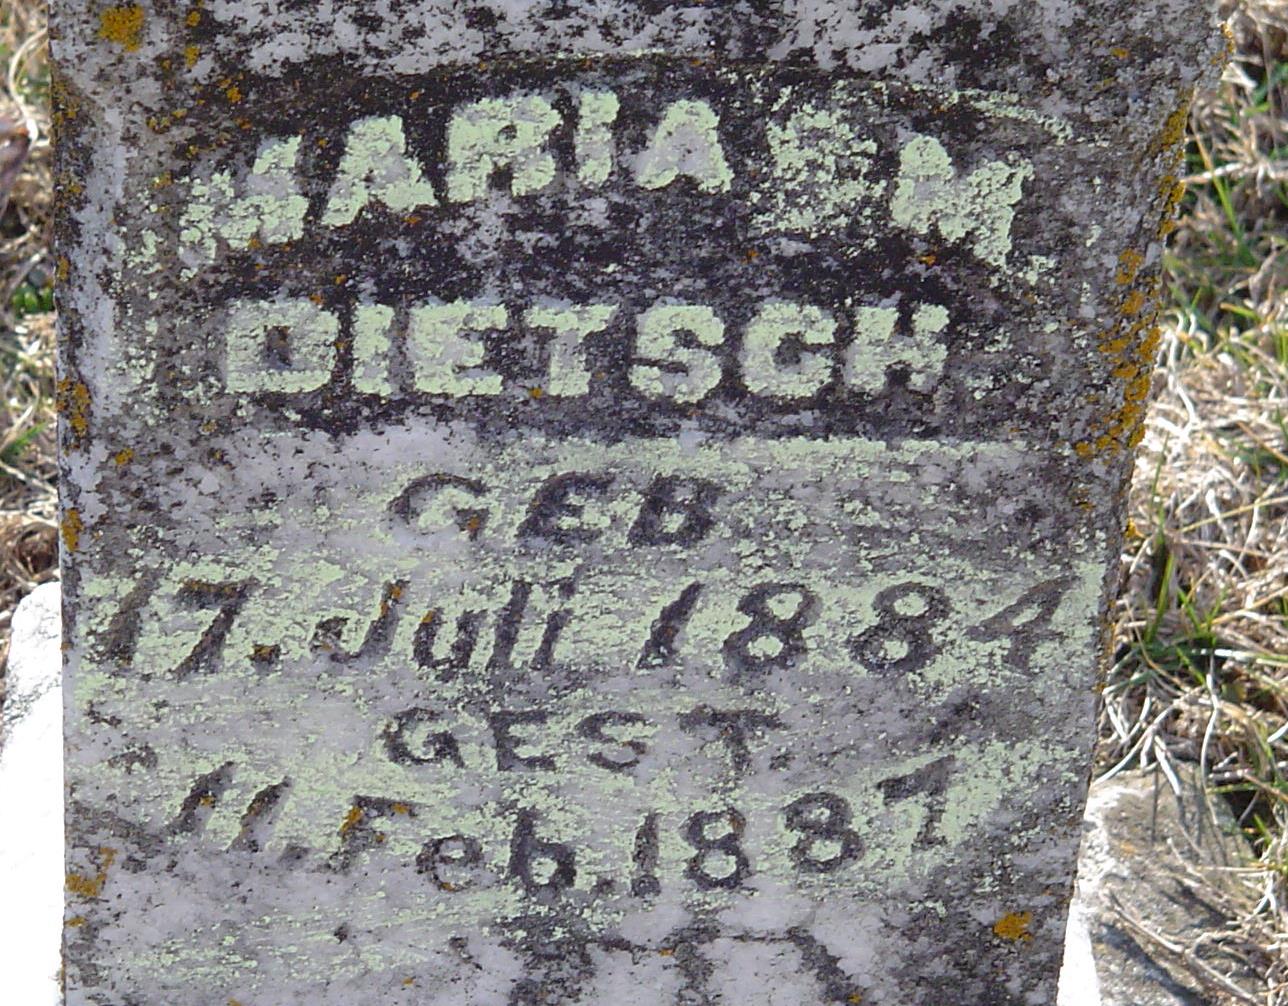 MARIA S M
DIETSCH
GEB
17. Juli 1884
GEST.
11. Feb. 1887